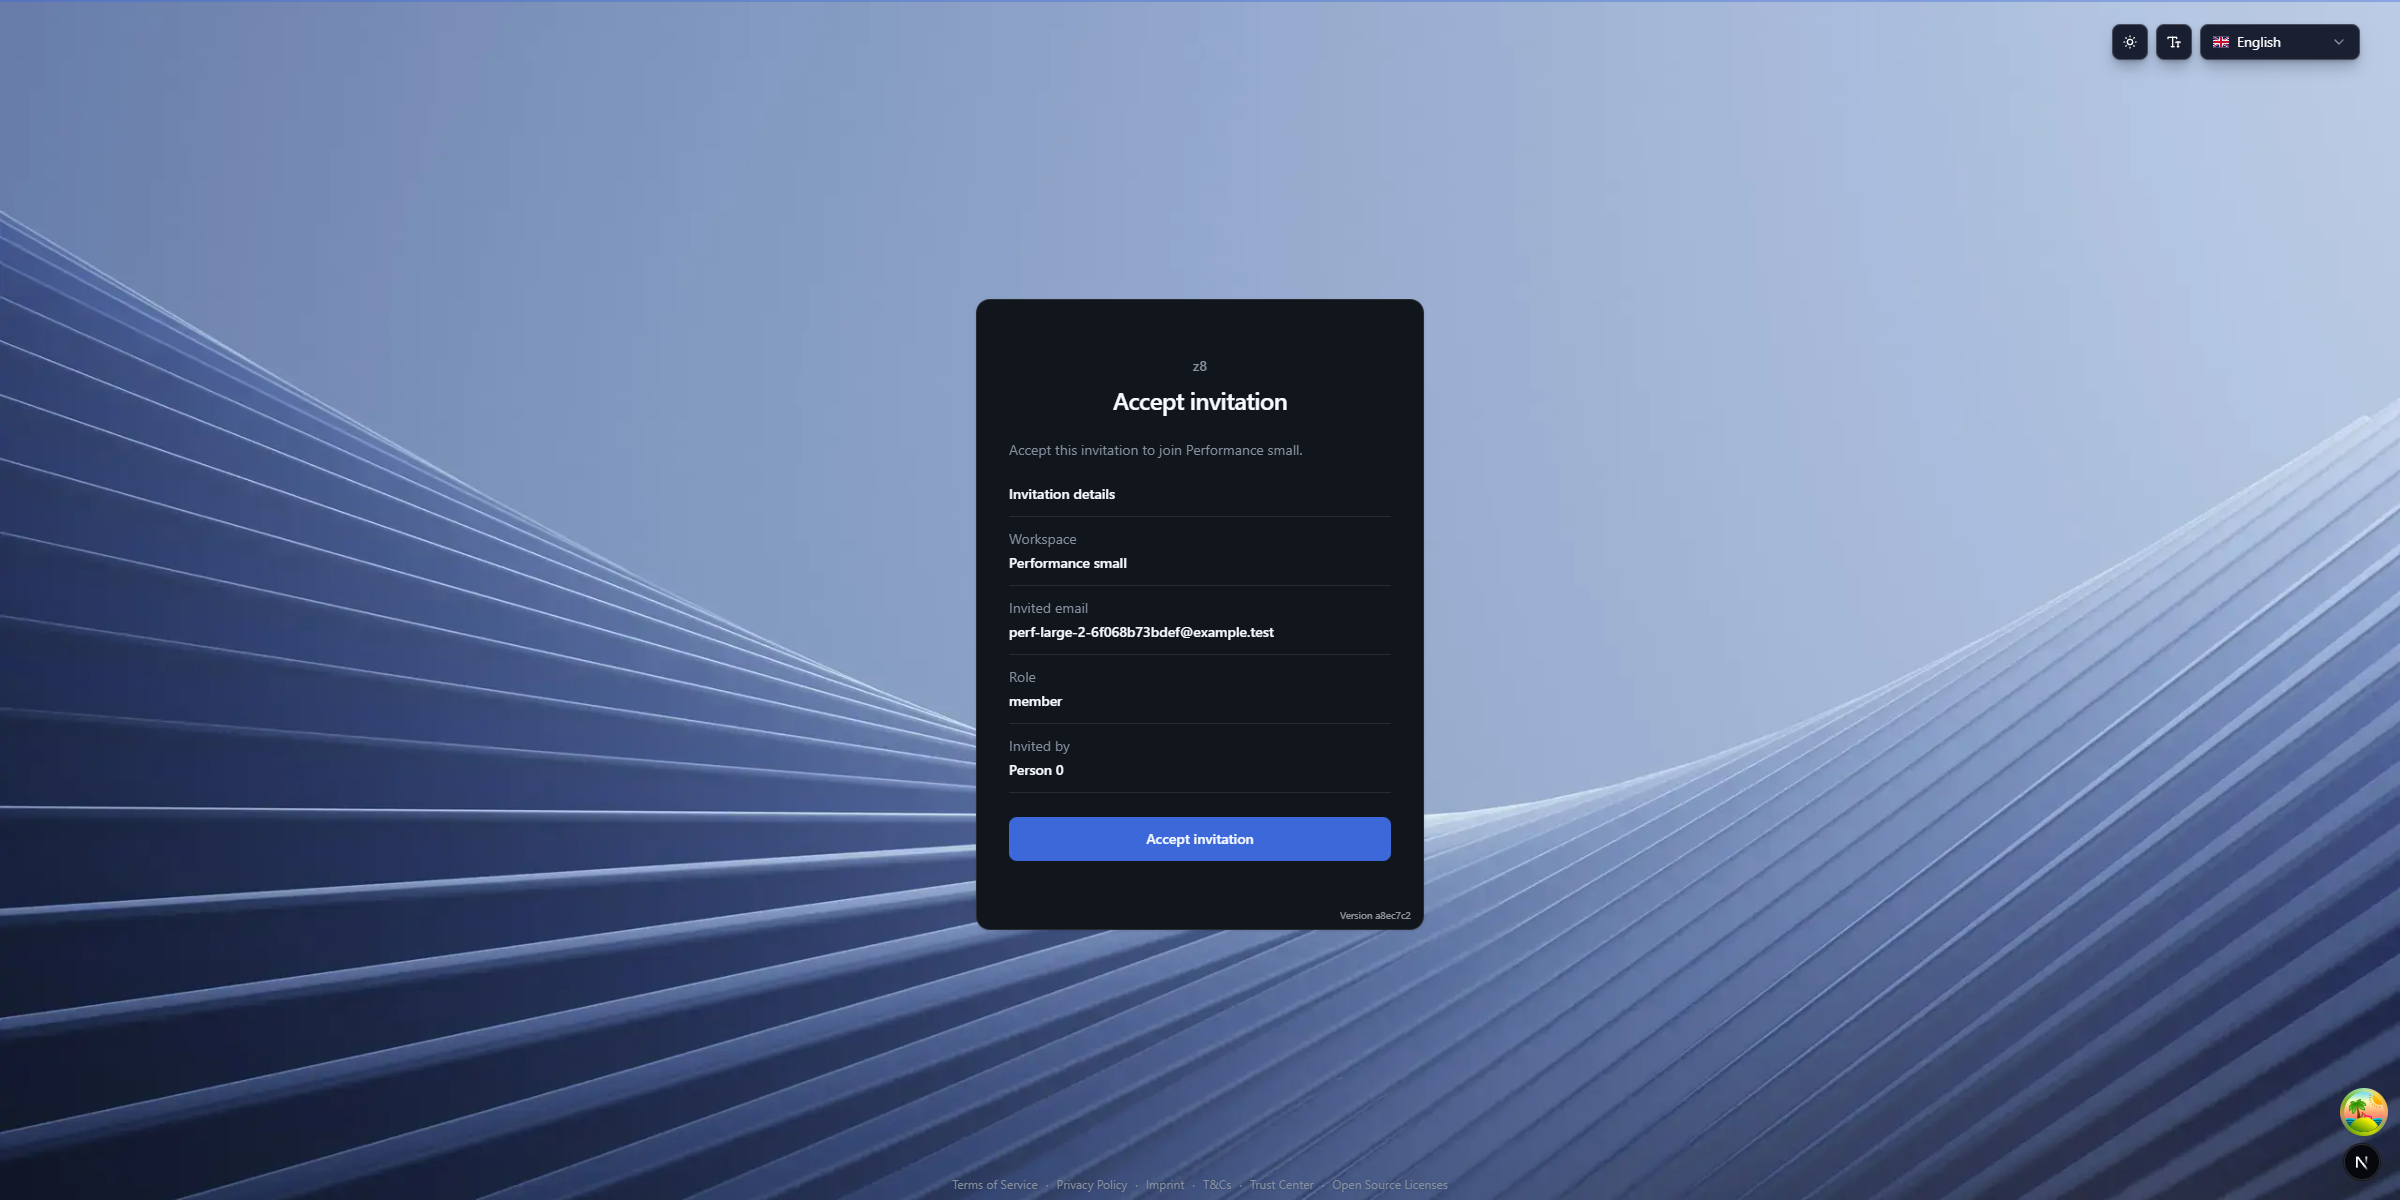 English
z8
Accept invitation
Accept this invitation to join Performance small.
Invitation details
Workspace
Performance small
Invited email
perf-large-2-6f068b73bdef@example.test
Role
member
Invited by
Person 0
Accept invitation
Version a8ec7c2
Terms of Service · Privacy Policy · Imprint · T&Cs · Trust Center · Open Source Licenses